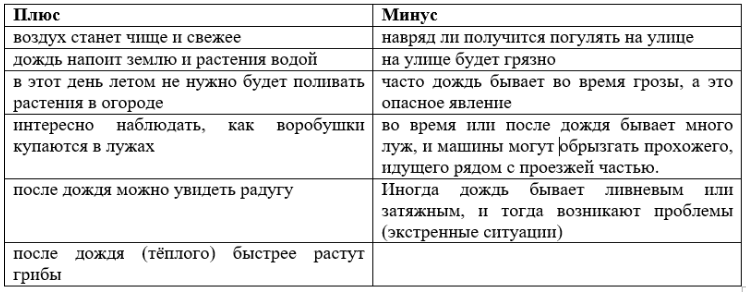 Плюс
Минус
воздух станет чище и свежее
навряд ли получится погулять на улице
дождь напоит землю и растения водой
на улице будет грязно
в этот день летом не нужно будет поливать
растения в огороде
часто дождь бывает во время грозы, а это
опасное явление
интересно наблюдать, как воробушки
купаются в лужах
во время или после дождя бывает много
луж, и машины могут обрызгать прохожего,
идущего рядом с проезжей частью.
после дождя можно увидеть радугу
Иногда дождь бывает ливневым или
затяжным, и тогда возникают проблемы
(экстренные ситуации)
после дождя (тёплого) быстрее растут
грибы